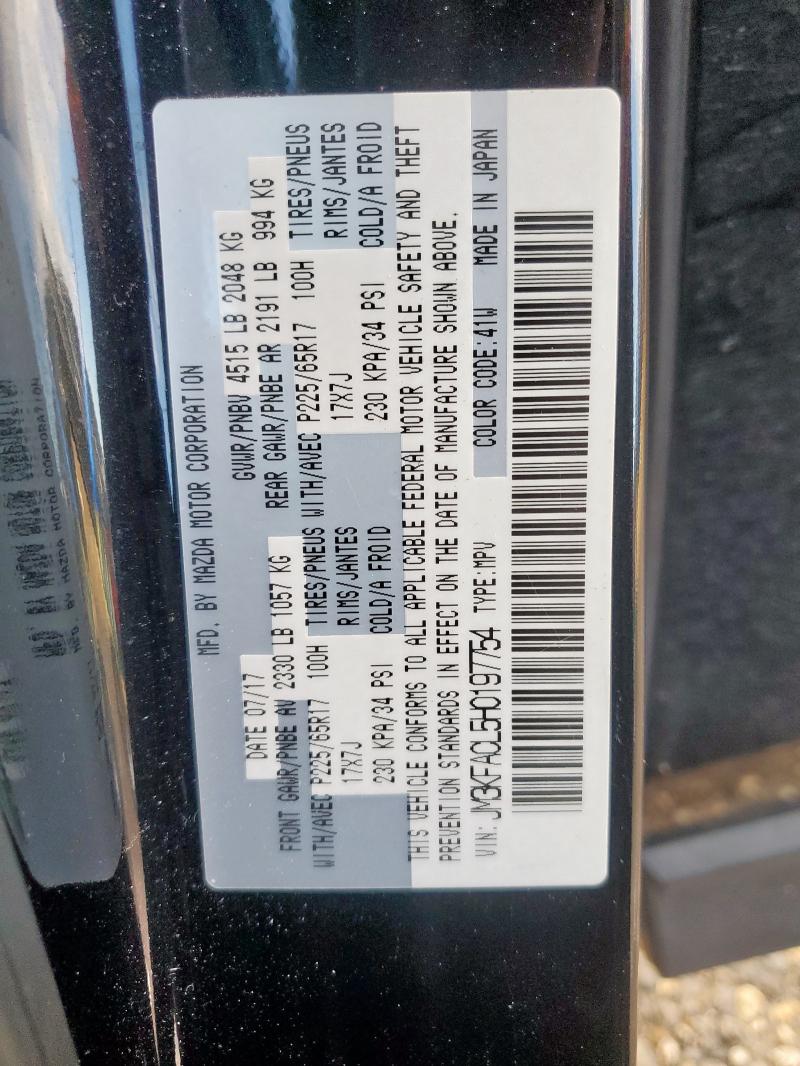 MFD. BY MAZDA MOTOR CORPORATION
DATE 07/17 GVWR/PNBV 4515 LB 2048 KG
FRONT GAWR/PNBE AV 2330 LB 1057 KG REAR GAWR/PNBE AR 2191 LB 994 KG
WITH/AVEC P225/65R17 100H TIRES/PNEUS WITH/AVEC P225/65R17 100H TIRES/PNEUS
17X7J RIMS/JANTES 17X7J RIMS/JANTES
230 KPA/34 PSI COLD/A FROID 230 KPA/34 PSI COLD/A FROID
THIS VEHICLE CONFORMS TO ALL APPLICABLE FEDERAL MOTOR VEHICLE SAFETY AND THEFT
PREVENTION STANDARDS IN EFFECT ON THE DATE OF MANUFACTURE SHOWN ABOVE.
VIN: JM3KFACL5H0197754 TYPE:MPV COLOR CODE:41W MADE IN JAPAN